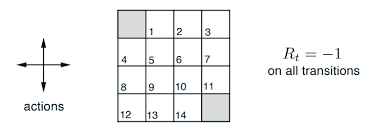 1 2 3
4 5 6 7
R_t = −1
on all transitions
8 9 10 11
actions
12 13 14